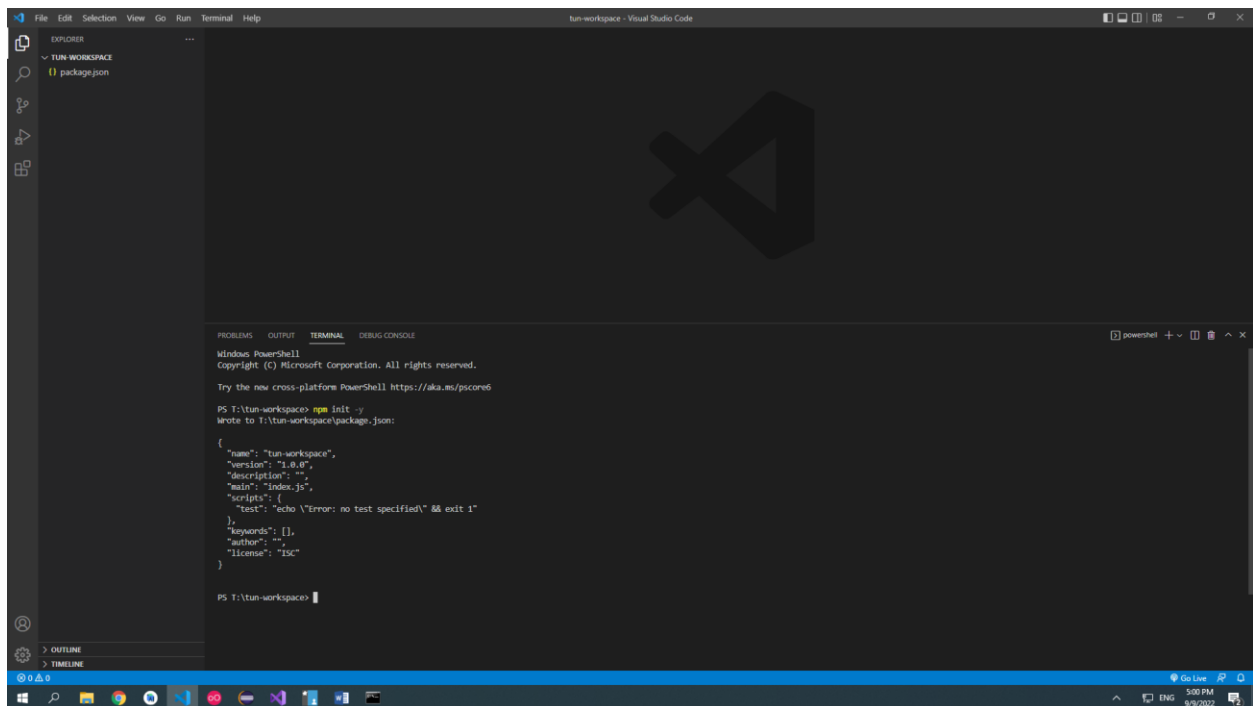 File Edit Selection View Go Run Terminal Help
tun-workspace - Visual Studio Code
EXPLORER
TUN-WORKSPACE
{} package.json
OUTLINE
TIMELINE
PROBLEMS OUTPUT TERMINAL DEBUG CONSOLE
powershell
Windows PowerShell
Copyright (C) Microsoft Corporation. All rights reserved.
Try the new cross-platform PowerShell https://aka.ms/pscore6
PS T:\tun-workspace> npm init -y
Wrote to T:\tun-workspace\package.json:
{
"name": "tun-workspace",
"version": "1.0.0",
"description": "",
"main": "index.js",
"scripts": {
"test": "echo \"Error: no test specified\" && exit 1"
},
"keywords": [],
"author": "",
"license": "ISC"
}
PS T:\tun-workspace>
0 0
Go Live
ENG
5:00 PM
9/9/2022
2